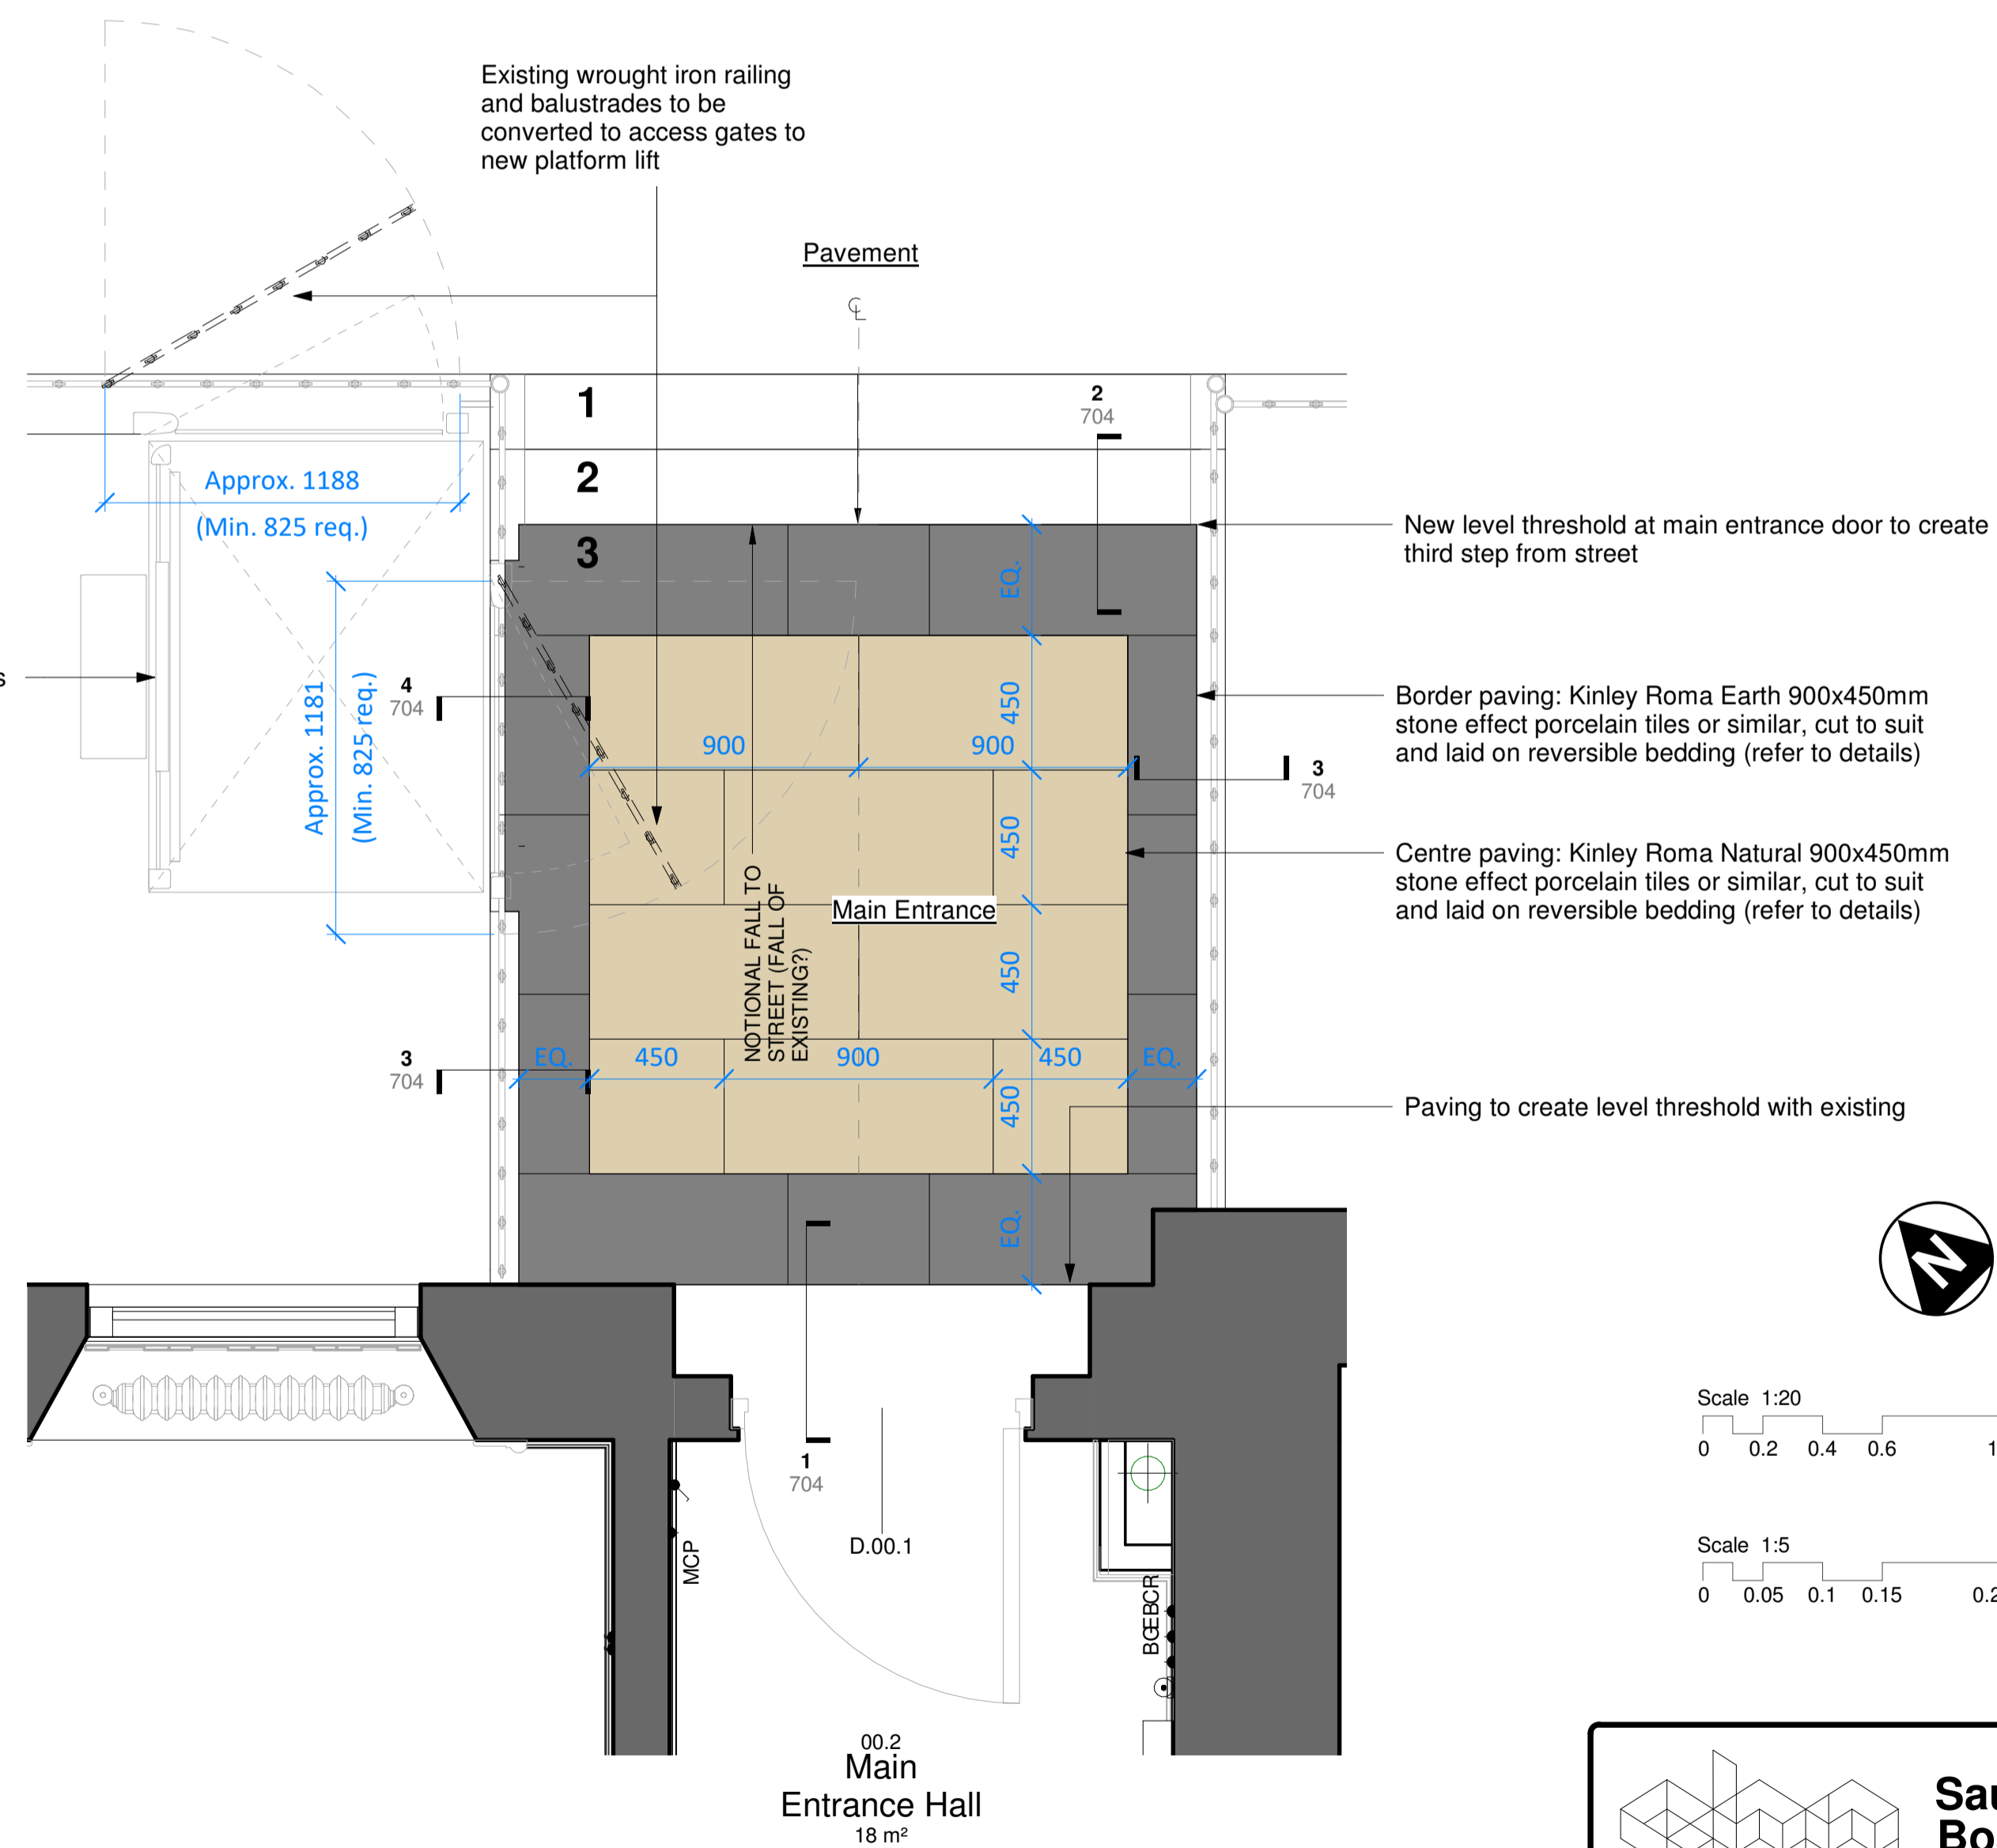 Existing wrought iron railing
and balustrades to be
converted to access gates to
new platform lift
Pavement
℄
1
2
704
2
3
Approx. 1188
(Min. 825 req.)
New level threshold at main entrance door to create
third step from street
EQ.
s
4
704
Approx. 1181
(Min. 825 req.)
450
900
900
Border paving: Kinley Roma Earth 900x450mm
stone effect porcelain tiles or similar, cut to suit
and laid on reversible bedding (refer to details)
3
704
450
Centre paving: Kinley Roma Natural 900x450mm
stone effect porcelain tiles or similar, cut to suit
and laid on reversible bedding (refer to details)
Main Entrance
NOTIONAL FALL TO
STREET (FALL OF
EXISTING?)
450
3
704
EQ.
450
900
450
EQ.
450
Paving to create level threshold with existing
EQ.
N
Scale 1:20
0 0.2 0.4 0.6 1
1
704
D.00.1
MCP
Scale 1:5
0 0.05 0.1 0.15 0.2
00.2
Main
Entrance Hall
18 m²
Sau
Bo